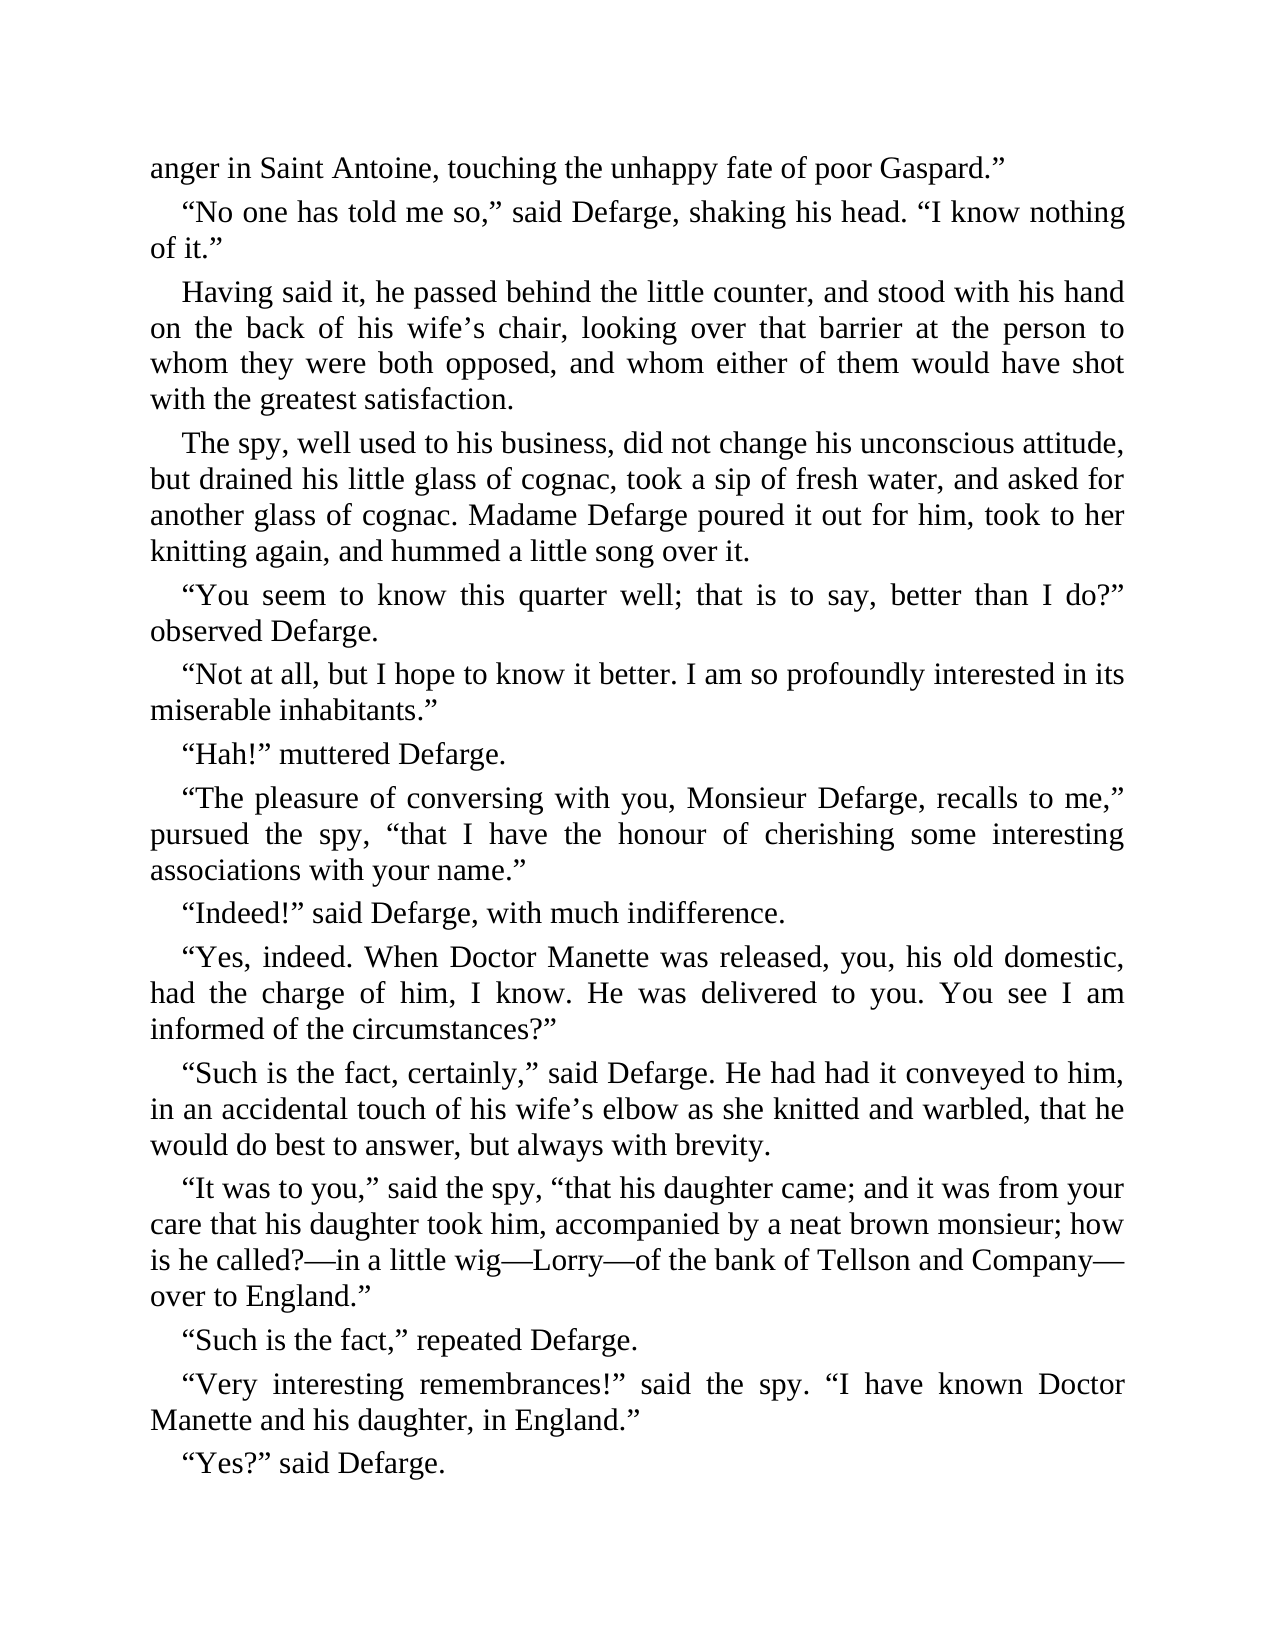 anger in Saint Antoine, touching the unhappy fate of poor Gaspard.”
“No one has told me so,” said Defarge, shaking his head. “I know nothing
of it.”
Having said it, he passed behind the little counter, and stood with his hand
on the back of his wife’s chair, looking over that barrier at the person to
whom they were both opposed, and whom either of them would have shot
with the greatest satisfaction.
The spy, well used to his business, did not change his unconscious attitude,
but drained his little glass of cognac, took a sip of fresh water, and asked for
another glass of cognac. Madame Defarge poured it out for him, took to her
knitting again, and hummed a little song over it.
“You seem to know this quarter well; that is to say, better than I do?”
observed Defarge.
“Not at all, but I hope to know it better. I am so profoundly interested in its
miserable inhabitants.”
“Hah!” muttered Defarge.
“The pleasure of conversing with you, Monsieur Defarge, recalls to me,”
pursued the spy, “that I have the honour of cherishing some interesting
associations with your name.”
“Indeed!” said Defarge, with much indifference.
“Yes, indeed. When Doctor Manette was released, you, his old domestic,
had the charge of him, I know. He was delivered to you. You see I am
informed of the circumstances?”
“Such is the fact, certainly,” said Defarge. He had had it conveyed to him,
in an accidental touch of his wife’s elbow as she knitted and warbled, that he
would do best to answer, but always with brevity.
“It was to you,” said the spy, “that his daughter came; and it was from your
care that his daughter took him, accompanied by a neat brown monsieur; how
is he called?—in a little wig—Lorry—of the bank of Tellson and Company—
over to England.”
“Such is the fact,” repeated Defarge.
“Very interesting remembrances!” said the spy. “I have known Doctor
Manette and his daughter, in England.”
“Yes?” said Defarge.